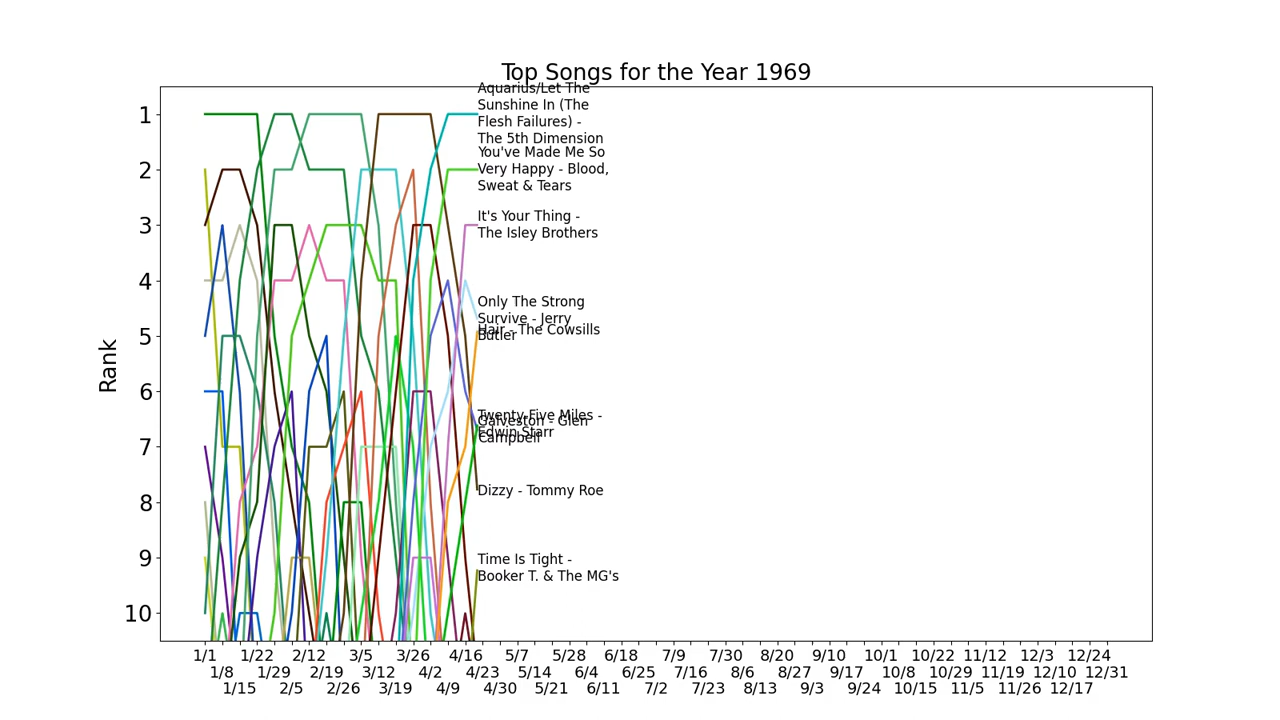 Top Songs for the Year 1969
Aquarius/Let The
Sunshine In (The
Flesh Failures) -
The 5th Dimension
You've Made Me So
Very Happy - Blood,
Sweat & Tears
It's Your Thing -
The Isley Brothers
Only The Strong
Survive - Jerry
Butler
Hair - The Cowsills
Twenty-Five Miles -
Edwin Starr
Galveston - Glen
Campbell
Dizzy - Tommy Roe
Time Is Tight -
Booker T. & The MG's
Rank
1
2
3
4
5
6
7
8
9
10
1/1 1/22 2/12 3/5 3/26 4/16 5/7 5/28 6/18 7/9 7/30 8/20 9/10 10/1 10/22 11/12 12/3 12/24
1/8 1/29 2/19 3/12 4/2 4/23 5/14 6/4 6/25 7/16 8/6 8/27 9/17 10/8 10/29 11/19 12/10 12/31
1/15 2/5 2/26 3/19 4/9 4/30 5/21 6/11 7/2 7/23 8/13 9/3 9/24 10/15 11/5 11/26 12/17